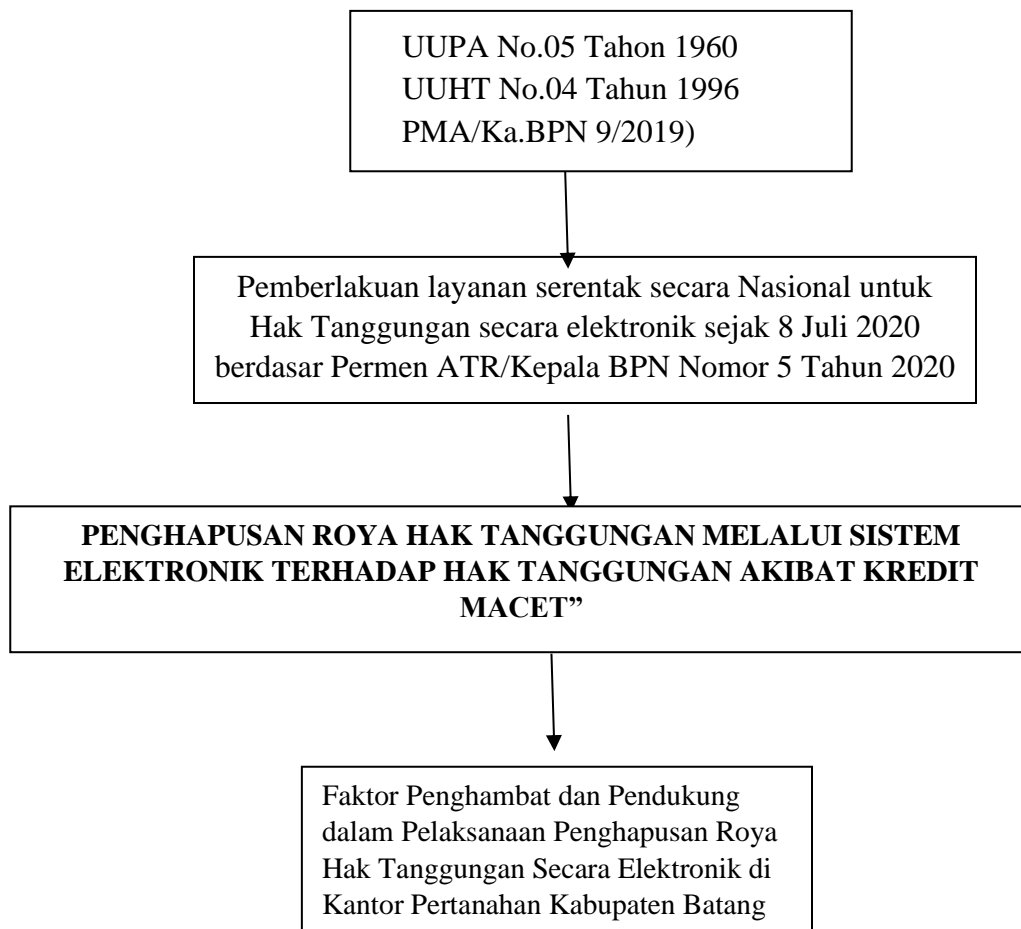 UUPA No.05 Tahon 1960
UUHT No.04 Tahun 1996
PMA/Ka.BPN 9/2019)
Pemberlakuan layanan serentak secara Nasional untuk
Hak Tanggungan secara elektronik sejak 8 Juli 2020
berdasar Permen ATR/Kepala BPN Nomor 5 Tahun 2020
PENGHAPUSAN ROYA HAK TANGGUNGAN MELALUI SISTEM
ELEKTRONIK TERHADAP HAK TANGGUNGAN AKIBAT KREDIT
MACET”
Faktor Penghambat dan Pendukung
dalam Pelaksanaan Penghapusan Roya
Hak Tanggungan Secara Elektronik di
Kantor Pertanahan Kabupaten Batang